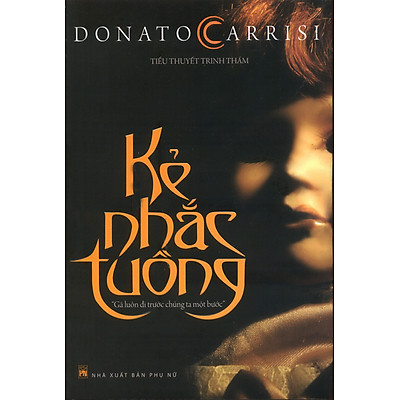 DONATO CARRISI
TIỂU THUYẾT TRINH THÁM
Kẻ
nhắc
tuồng
"Gã luôn đi trước chúng ta một bước"
PN
NHÀ XUẤT BẢN PHỤ NỮ